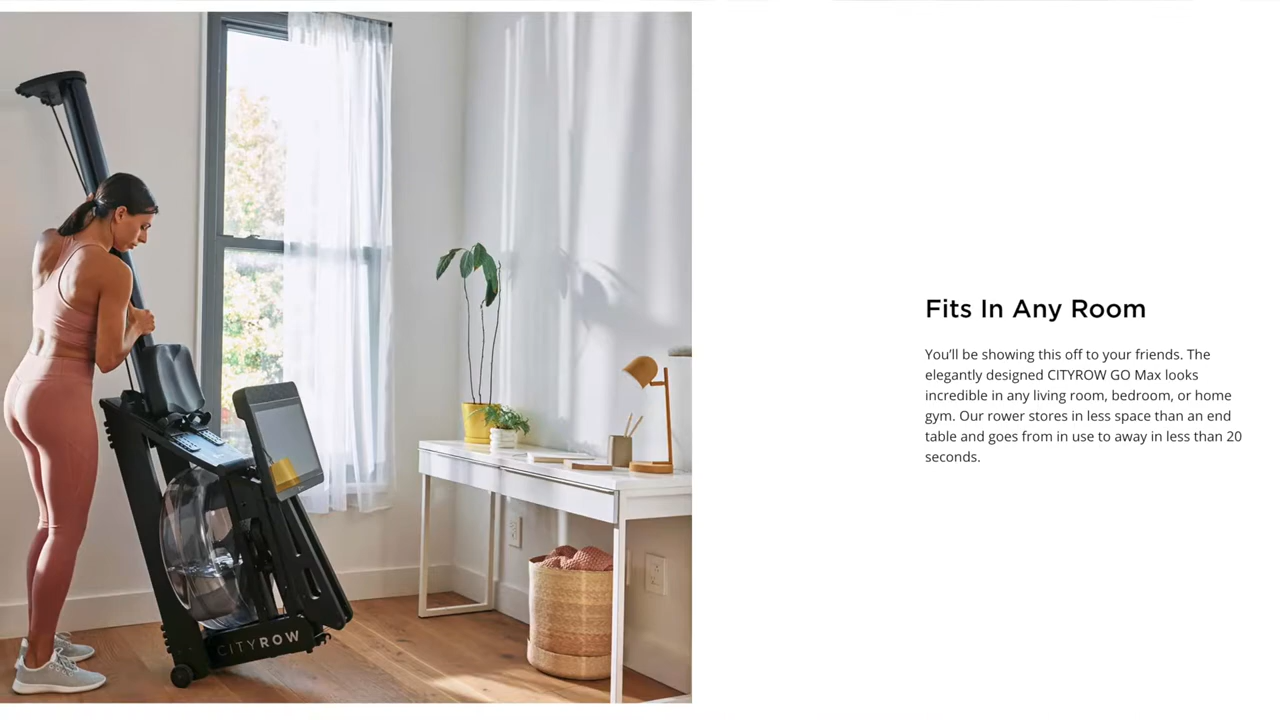 CITYROW
Fits In Any Room
You’ll be showing this off to your friends. The
elegantly designed CITYROW GO Max looks
incredible in any living room, bedroom, or home
gym. Our rower stores in less space than an end
table and goes from in use to away in less than 20
seconds.